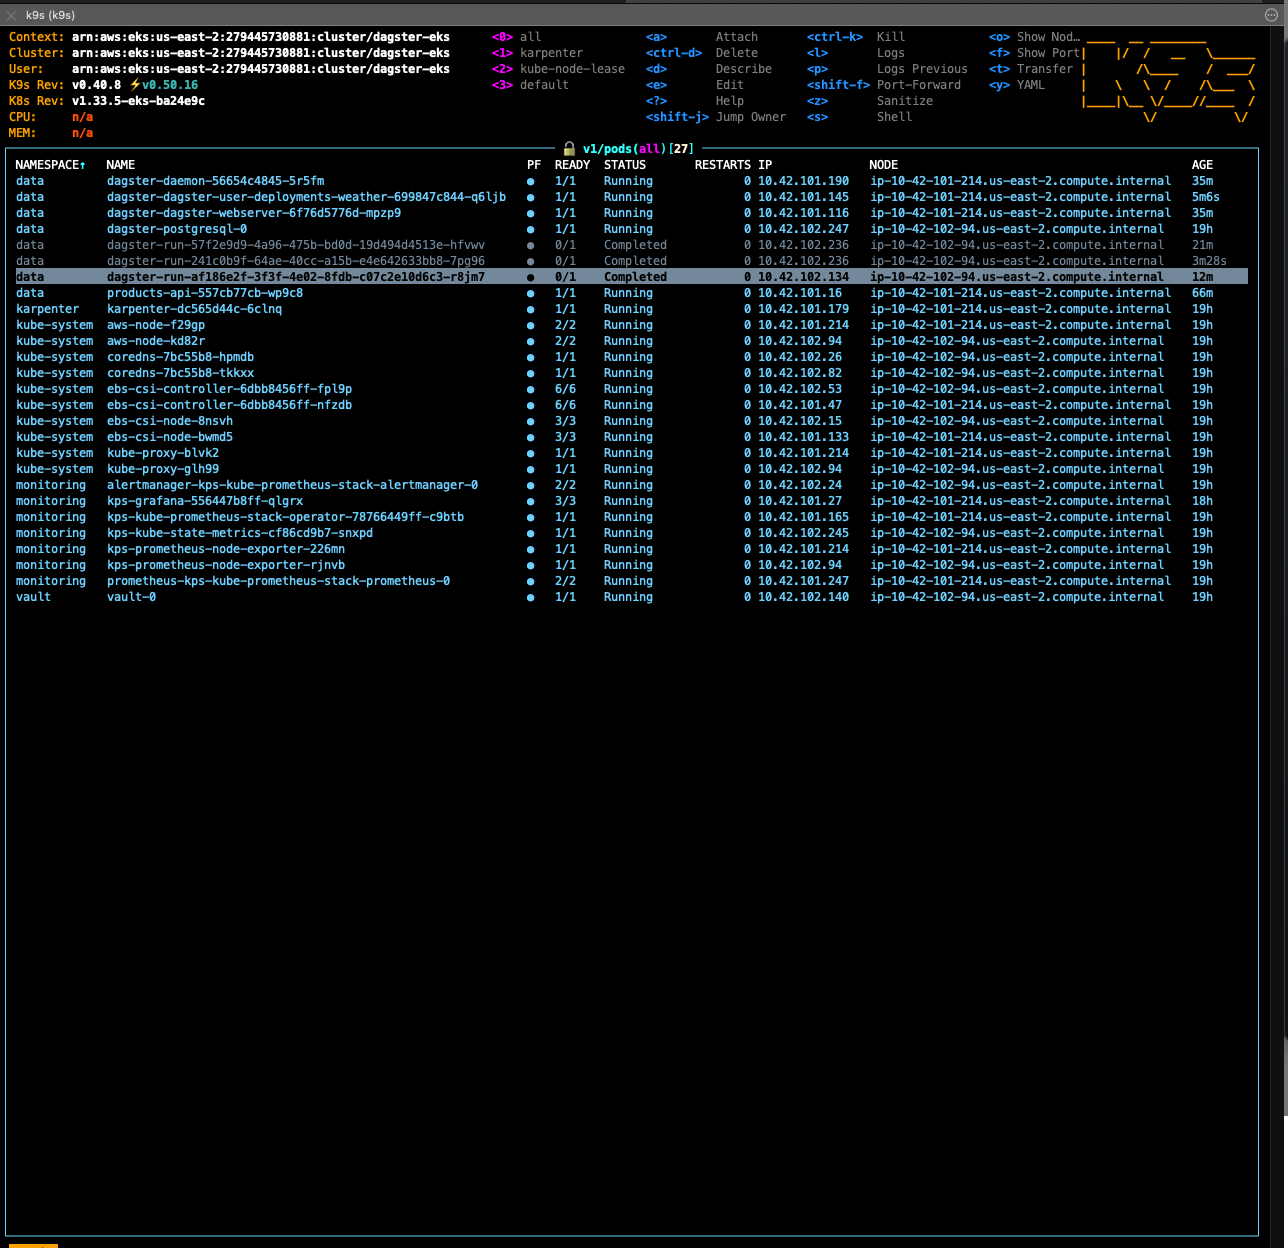 k9s (k9s)
Context: arn:aws:eks:us-east-2:279445730881:cluster/dagster-eks <0> all <a> Attach <ctrl-k> Kill <o> Show Nod…
Cluster: arn:aws:eks:us-east-2:279445730881:cluster/dagster-eks <1> karpenter <ctrl-d> Delete <l> Logs <f> Show Port
User: arn:aws:eks:us-east-2:279445730881:cluster/dagster-eks <2> kube-node-lease <d> Describe <p> Logs Previous <t> Transfer
K9s Rev: v0.40.8 ⚡v0.50.16 <3> default <e> Edit <shift-f> Port-Forward <y> YAML
K8s Rev: v1.33.5-eks-ba24e9c <?> Help <z> Sanitize
CPU: n/a <shift-j> Jump Owner <s> Shell
MEM: n/a
v1/pods(all)[27]
NAMESPACE↑ NAME PF READY STATUS RESTARTS IP NODE AGE
data dagster-daemon-56654c4845-5r5fm ● 1/1 Running 0 10.42.101.190 ip-10-42-101-214.us-east-2.compute.internal 35m
data dagster-dagster-user-deployments-weather-699847c844-q6ljb ● 1/1 Running 0 10.42.101.145 ip-10-42-101-214.us-east-2.compute.internal 5m6s
data dagster-dagster-webserver-6f76d5776d-mpzp9 ● 1/1 Running 0 10.42.101.116 ip-10-42-101-214.us-east-2.compute.internal 35m
data dagster-postgresql-0 ● 1/1 Running 0 10.42.102.247 ip-10-42-102-94.us-east-2.compute.internal 19h
data dagster-run-57f2e9d9-4a96-475b-bd0d-19d494d4513e-hfvwv ● 0/1 Completed 0 10.42.102.236 ip-10-42-102-94.us-east-2.compute.internal 21m
data dagster-run-241c0b9f-64ae-40cc-a15b-e4e642633bb8-7pg96 ● 0/1 Completed 0 10.42.102.236 ip-10-42-102-94.us-east-2.compute.internal 3m28s
data dagster-run-af186e2f-3f3f-4e02-8fdb-c07c2e10d6c3-r8jm7 ● 0/1 Completed 0 10.42.102.134 ip-10-42-102-94.us-east-2.compute.internal 12m
data products-api-557cb77cb-wp9c8 ● 1/1 Running 0 10.42.101.16 ip-10-42-101-214.us-east-2.compute.internal 66m
karpenter karpenter-dc565d44c-6clnq ● 1/1 Running 0 10.42.101.179 ip-10-42-101-214.us-east-2.compute.internal 19h
kube-system aws-node-f29gp ● 2/2 Running 0 10.42.101.214 ip-10-42-101-214.us-east-2.compute.internal 19h
kube-system aws-node-kd82r ● 2/2 Running 0 10.42.102.94 ip-10-42-102-94.us-east-2.compute.internal 19h
kube-system coredns-7bc55b8-hpmdb ● 1/1 Running 0 10.42.102.26 ip-10-42-102-94.us-east-2.compute.internal 19h
kube-system coredns-7bc55b8-tkkxx ● 1/1 Running 0 10.42.102.82 ip-10-42-102-94.us-east-2.compute.internal 19h
kube-system ebs-csi-controller-6dbb8456ff-fpl9p ● 6/6 Running 0 10.42.102.53 ip-10-42-102-94.us-east-2.compute.internal 19h
kube-system ebs-csi-controller-6dbb8456ff-nfzdb ● 6/6 Running 0 10.42.101.47 ip-10-42-101-214.us-east-2.compute.internal 19h
kube-system ebs-csi-node-8nsvh ● 3/3 Running 0 10.42.102.15 ip-10-42-102-94.us-east-2.compute.internal 19h
kube-system ebs-csi-node-bwmd5 ● 3/3 Running 0 10.42.101.133 ip-10-42-101-214.us-east-2.compute.internal 19h
kube-system kube-proxy-blvk2 ● 1/1 Running 0 10.42.101.214 ip-10-42-101-214.us-east-2.compute.internal 19h
kube-system kube-proxy-glh99 ● 1/1 Running 0 10.42.102.94 ip-10-42-102-94.us-east-2.compute.internal 19h
monitoring alertmanager-kps-kube-prometheus-stack-alertmanager-0 ● 2/2 Running 0 10.42.102.24 ip-10-42-102-94.us-east-2.compute.internal 19h
monitoring kps-grafana-556447b8ff-qlgrx ● 3/3 Running 0 10.42.101.27 ip-10-42-101-214.us-east-2.compute.internal 18h
monitoring kps-kube-prometheus-stack-operator-78766449ff-c9btb ● 1/1 Running 0 10.42.101.165 ip-10-42-101-214.us-east-2.compute.internal 19h
monitoring kps-kube-state-metrics-cf86cd9b7-snxpd ● 1/1 Running 0 10.42.102.245 ip-10-42-102-94.us-east-2.compute.internal 19h
monitoring kps-prometheus-node-exporter-226mn ● 1/1 Running 0 10.42.101.214 ip-10-42-101-214.us-east-2.compute.internal 19h
monitoring kps-prometheus-node-exporter-rjnvb ● 1/1 Running 0 10.42.102.94 ip-10-42-102-94.us-east-2.compute.internal 19h
monitoring prometheus-kps-kube-prometheus-stack-prometheus-0 ● 2/2 Running 0 10.42.101.247 ip-10-42-101-214.us-east-2.compute.internal 19h
vault vault-0 ● 1/1 Running 0 10.42.102.140 ip-10-42-102-94.us-east-2.compute.internal 19h